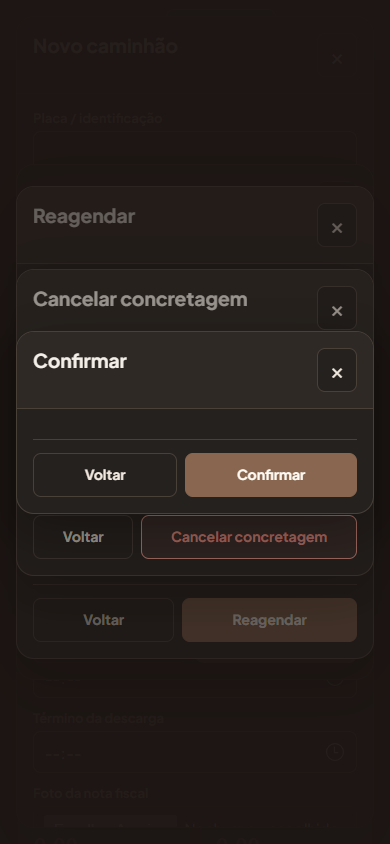 Novo caminhão
Placa / identificação
Reagendar
Cancelar concretagem
Confirmar
Voltar Confirmar
Voltar Cancelar concretagem
Voltar Reagendar
Término da descarga
--:--
Foto da nota fiscal